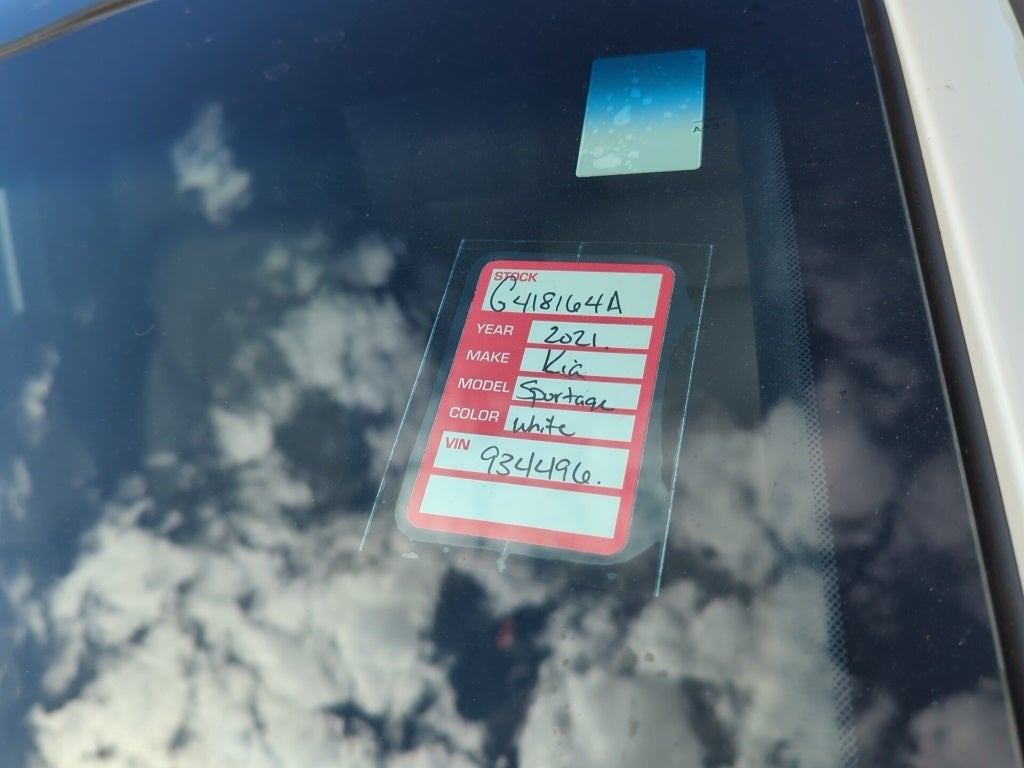 STOCK
G418164A
YEAR 2021.
MAKE Kia
MODEL Sportage
COLOR white
VIN 934496.